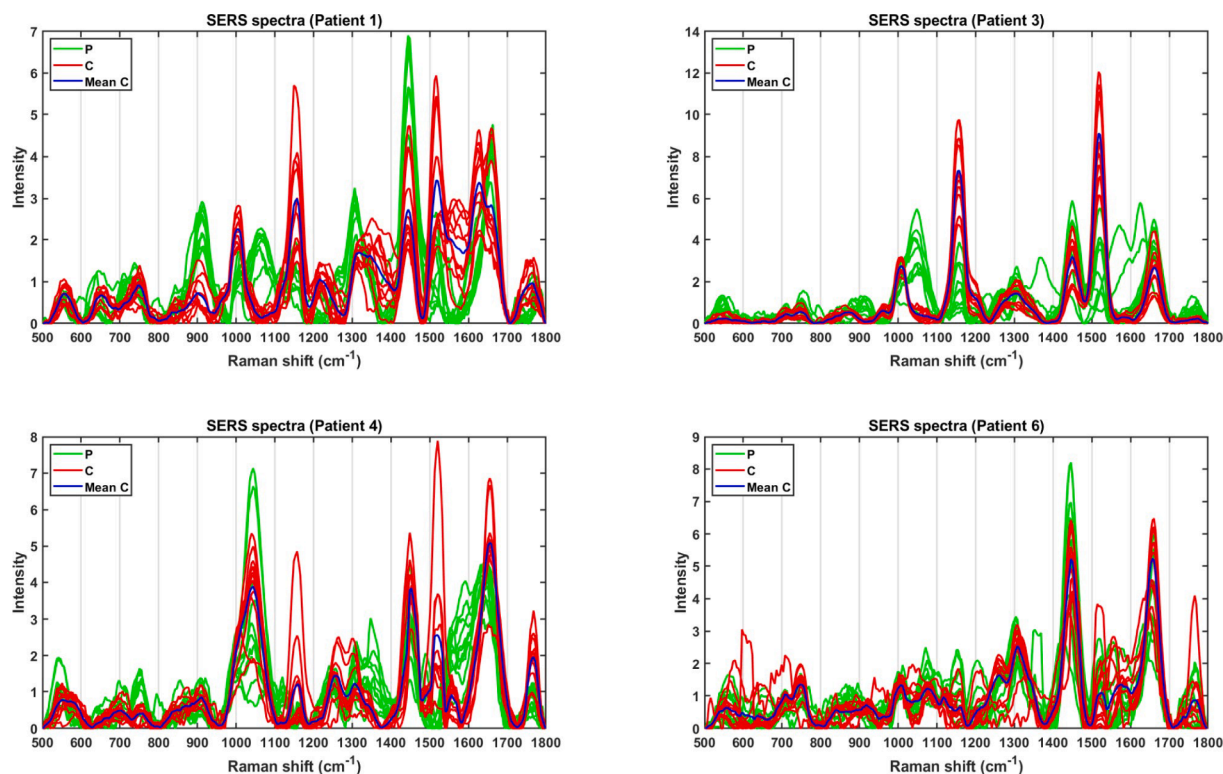 SERS spectra (Patient 1)
7
6
5
4
3
2
1
0
Intensity
P
C
Mean C
500 600 700 800 900 1000 1100 1200 1300 1400 1500 1600 1700 1800
Raman shift (cm-1)
SERS spectra (Patient 3)
14
12
10
8
6
4
2
0
Intensity
P
C
Mean C
500 600 700 800 900 1000 1100 1200 1300 1400 1500 1600 1700 1800
Raman shift (cm-1)
SERS spectra (Patient 4)
8
7
6
5
4
3
2
1
0
Intensity
P
C
Mean C
500 600 700 800 900 1000 1100 1200 1300 1400 1500 1600 1700 1800
Raman shift (cm-1)
SERS spectra (Patient 6)
9
8
7
6
5
4
3
2
1
0
Intensity
P
C
Mean C
500 600 700 800 900 1000 1100 1200 1300 1400 1500 1600 1700 1800
Raman shift (cm-1)